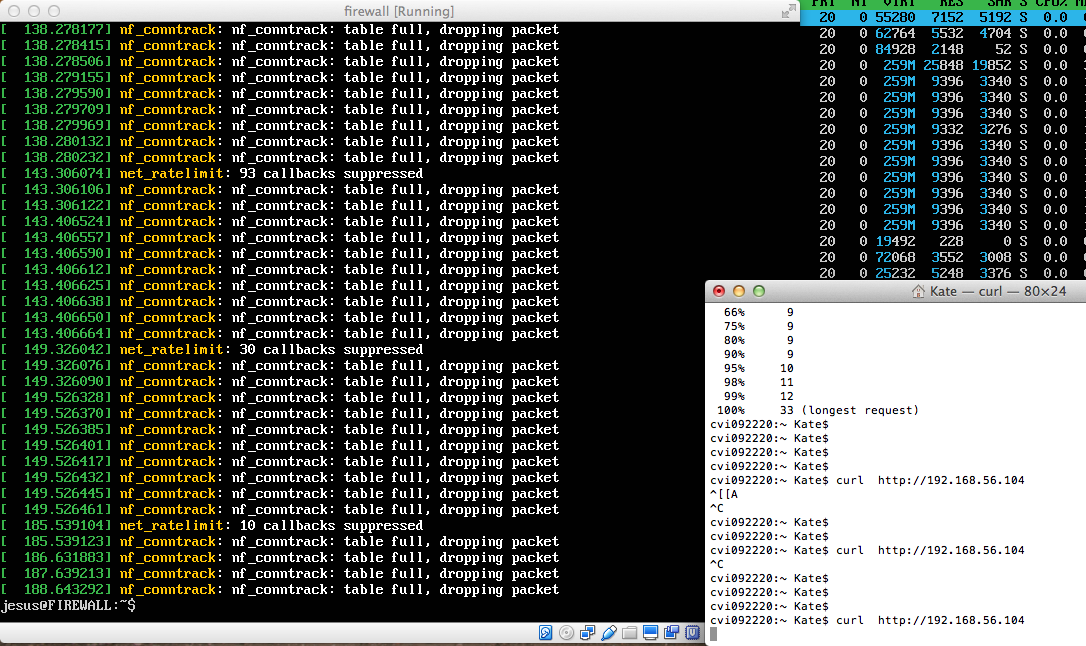 firewall [Running]
[  138.278177] nf_conntrack: nf_conntrack: table full, dropping packet
[  138.278415] nf_conntrack: nf_conntrack: table full, dropping packet
[  138.278506] nf_conntrack: nf_conntrack: table full, dropping packet
[  138.279155] nf_conntrack: nf_conntrack: table full, dropping packet
[  138.279590] nf_conntrack: nf_conntrack: table full, dropping packet
[  138.279709] nf_conntrack: nf_conntrack: table full, dropping packet
[  138.279969] nf_conntrack: nf_conntrack: table full, dropping packet
[  138.280132] nf_conntrack: nf_conntrack: table full, dropping packet
[  138.280232] nf_conntrack: nf_conntrack: table full, dropping packet
[  143.306074] net_ratelimit: 93 callbacks suppressed
[  143.306106] nf_conntrack: nf_conntrack: table full, dropping packet
[  143.306122] nf_conntrack: nf_conntrack: table full, dropping packet
[  143.406524] nf_conntrack: nf_conntrack: table full, dropping packet
[  143.406557] nf_conntrack: nf_conntrack: table full, dropping packet
[  143.406590] nf_conntrack: nf_conntrack: table full, dropping packet
[  143.406612] nf_conntrack: nf_conntrack: table full, dropping packet
[  143.406625] nf_conntrack: nf_conntrack: table full, dropping packet
[  143.406638] nf_conntrack: nf_conntrack: table full, dropping packet
[  143.406650] nf_conntrack: nf_conntrack: table full, dropping packet
[  143.406664] nf_conntrack: nf_conntrack: table full, dropping packet
[  149.326042] net_ratelimit: 30 callbacks suppressed
[  149.326076] nf_conntrack: nf_conntrack: table full, dropping packet
[  149.326090] nf_conntrack: nf_conntrack: table full, dropping packet
[  149.526328] nf_conntrack: nf_conntrack: table full, dropping packet
[  149.526370] nf_conntrack: nf_conntrack: table full, dropping packet
[  149.526385] nf_conntrack: nf_conntrack: table full, dropping packet
[  149.526401] nf_conntrack: nf_conntrack: table full, dropping packet
[  149.526417] nf_conntrack: nf_conntrack: table full, dropping packet
[  149.526432] nf_conntrack: nf_conntrack: table full, dropping packet
[  149.526445] nf_conntrack: nf_conntrack: table full, dropping packet
[  149.526461] nf_conntrack: nf_conntrack: table full, dropping packet
[  185.539104] net_ratelimit: 10 callbacks suppressed
[  185.539123] nf_conntrack: nf_conntrack: table full, dropping packet
[  186.631883] nf_conntrack: nf_conntrack: table full, dropping packet
[  187.639213] nf_conntrack: nf_conntrack: table full, dropping packet
[  188.643292] nf_conntrack: nf_conntrack: table full, dropping packet
jesus@FIREWALL:~$
PRI NI VIRT RES SHR S CPU%
20 0 55280 7152 5192 S 0.0
20 0 62764 5532 4704 S 0.0
20 0 84928 2148 52 S 0.0
20 0 259M 25848 19852 S 0.0
20 0 259M 9396 3340 S 0.0
20 0 259M 9396 3340 S 0.0
20 0 259M 9396 3340 S 0.0
20 0 259M 9332 3276 S 0.0
20 0 259M 9396 3340 S 0.0
20 0 259M 9396 3340 S 0.0
20 0 259M 9396 3340 S 0.0
20 0 259M 9396 3340 S 0.0
20 0 259M 9396 3340 S 0.0
20 0 259M 9396 3340 S 0.0
20 0 19492 228 0 S 0.0
20 0 72068 3552 3008 S 0.0
20 0 25232 5248 3376 S 0.0
Kate — curl — 80×24
66% 9
75% 9
80% 9
90% 9
95% 10
98% 11
99% 12
100% 33 (longest request)
cvi092220:~ Kate$
cvi092220:~ Kate$
cvi092220:~ Kate$
cvi092220:~ Kate$
cvi092220:~ Kate$ curl  http://192.168.56.104
^[[A
^C
cvi092220:~ Kate$
cvi092220:~ Kate$
cvi092220:~ Kate$ curl  http://192.168.56.104
^C
cvi092220:~ Kate$
cvi092220:~ Kate$
cvi092220:~ Kate$ curl  http://192.168.56.104